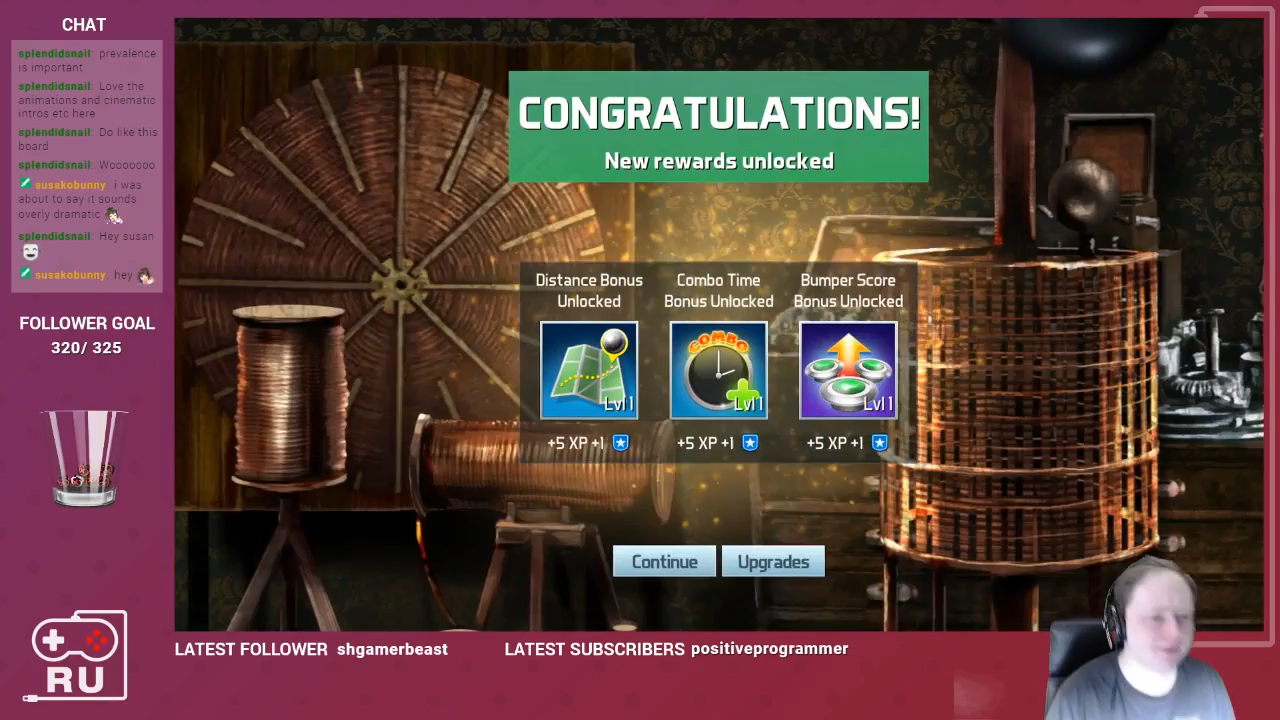 CHAT
splendidsnail: prevalence
is important
splendidsnail: Love the
animations and cinematic
intros etc here
splendidsnail: Do like this
board
splendidsnail: Wooooooo
susakobunny i was
about to say it sounds
overly dramatic
splendidsnail: Hey susan
susakobunny hey
FOLLOWER GOAL
320/ 325
RU
CONGRATULATIONS!
New rewards unlocked
Distance Bonus
Unlocked
Combo Time
Bonus Unlocked
Bumper Score
Bonus Unlocked
COMBO
Lvl 1
Lvl 1
Lvl 1
+5 XP +1
+5 XP +1
+5 XP +1
Continue
Upgrades
LATEST FOLLOWER shgamerbeast
LATEST SUBSCRIBERS positiveprogrammer